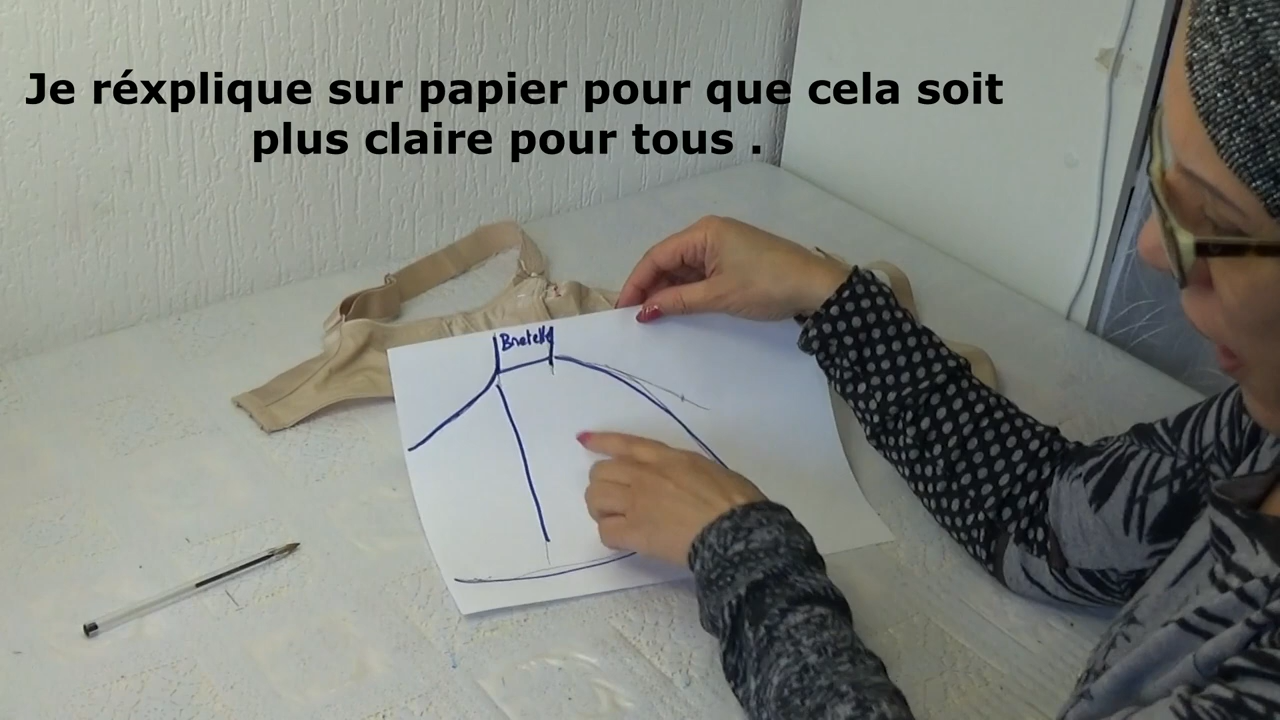 Je réxplique sur papier pour que cela soit
plus claire pour tous .
Bretelle